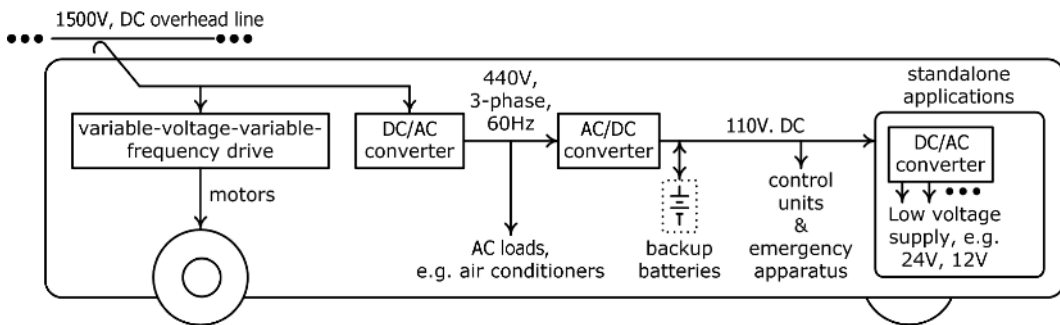 1500V, DC overhead line
variable-voltage-variable-
frequency drive
motors
DC/AC
converter
440V,
3-phase,
60Hz
AC loads,
e.g. air conditioners
AC/DC
converter
backup
batteries
110V. DC
control
units
&
emergency
apparatus
standalone
applications
DC/AC
converter
Low voltage
supply, e.g.
24V, 12V